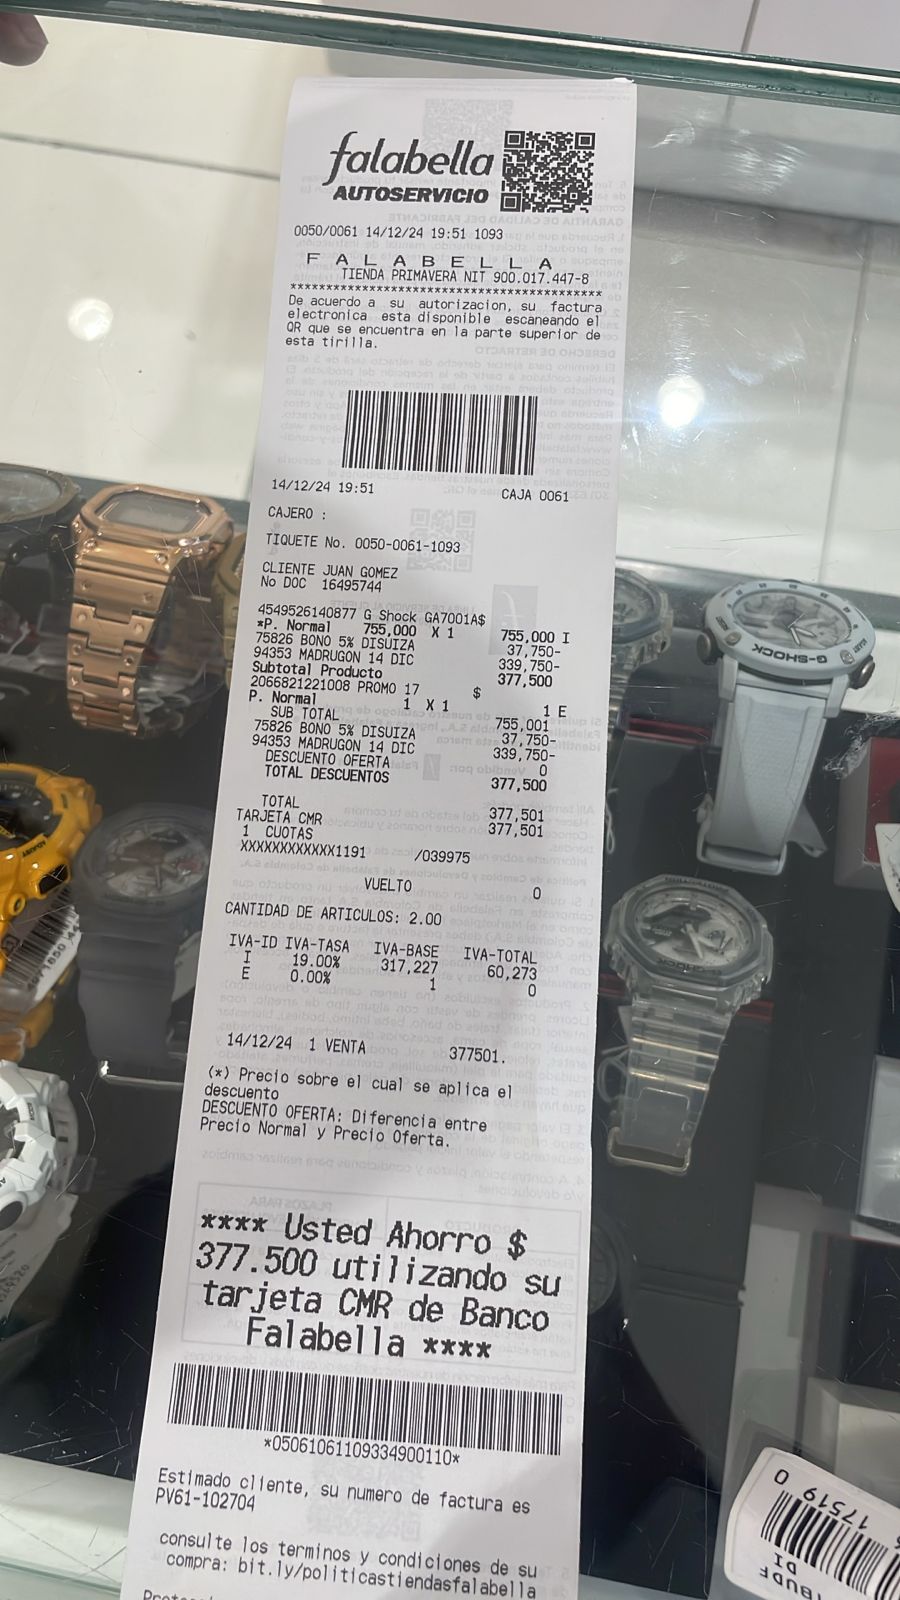 falabella
AUTOSERVICIO
0050/0061 14/12/24 19:51 1093
F A L A B E L L A
TIENDA PRIMAVERA NIT 900.017.447-8
******************************************
De acuerdo a su autorizacion, su factura
electronica esta disponible escaneando el
QR que se encuentra en la parte superior de
esta tirilla.
14/12/24 19:51 CAJA 0061
CAJERO :
TIQUETE No. 0050-0061-1093
CLIENTE JUAN GOMEZ
No DOC 16495744
4549526140877 G Shock GA7001A$
*P. Normal 755,000 X 1 755,000 I
75826 BONO 5% DISUIZA 37,750-
94353 MADRUGON 14 DIC 339,750-
Subtotal Producto 377,500
2066821221008 PROMO 17 $
P. Normal 1 X 1 1 E
SUB TOTAL 755,001
75826 BONO 5% DISUIZA 37,750-
94353 MADRUGON 14 DIC 339,750-
DESCUENTO OFERTA 0
TOTAL DESCUENTOS 377,500
TOTAL 377,501
TARJETA CMR 377,501
1 CUOTAS
XXXXXXXXXXXX1191 /039975
VUELTO 0
CANTIDAD DE ARTICULOS: 2.00
IVA-ID IVA-TASA IVA-BASE IVA-TOTAL
I 19.00% 317,227 60,273
E 0.00% 1 0
14/12/24 1 VENTA 377501.
(*) Precio sobre el cual se aplica el
descuento
DESCUENTO OFERTA: Diferencia entre
Precio Normal y Precio Oferta.
**** Usted Ahorro $
377.500 utilizando su
tarjeta CMR de Banco
Falabella ****
*05061061109334900110*
Estimado cliente, su numero de factura es
PV61-102704
consulte los terminos y condiciones de su
compra: bit.ly/politicastiendasfalabella
G-SHOCK
17519
0